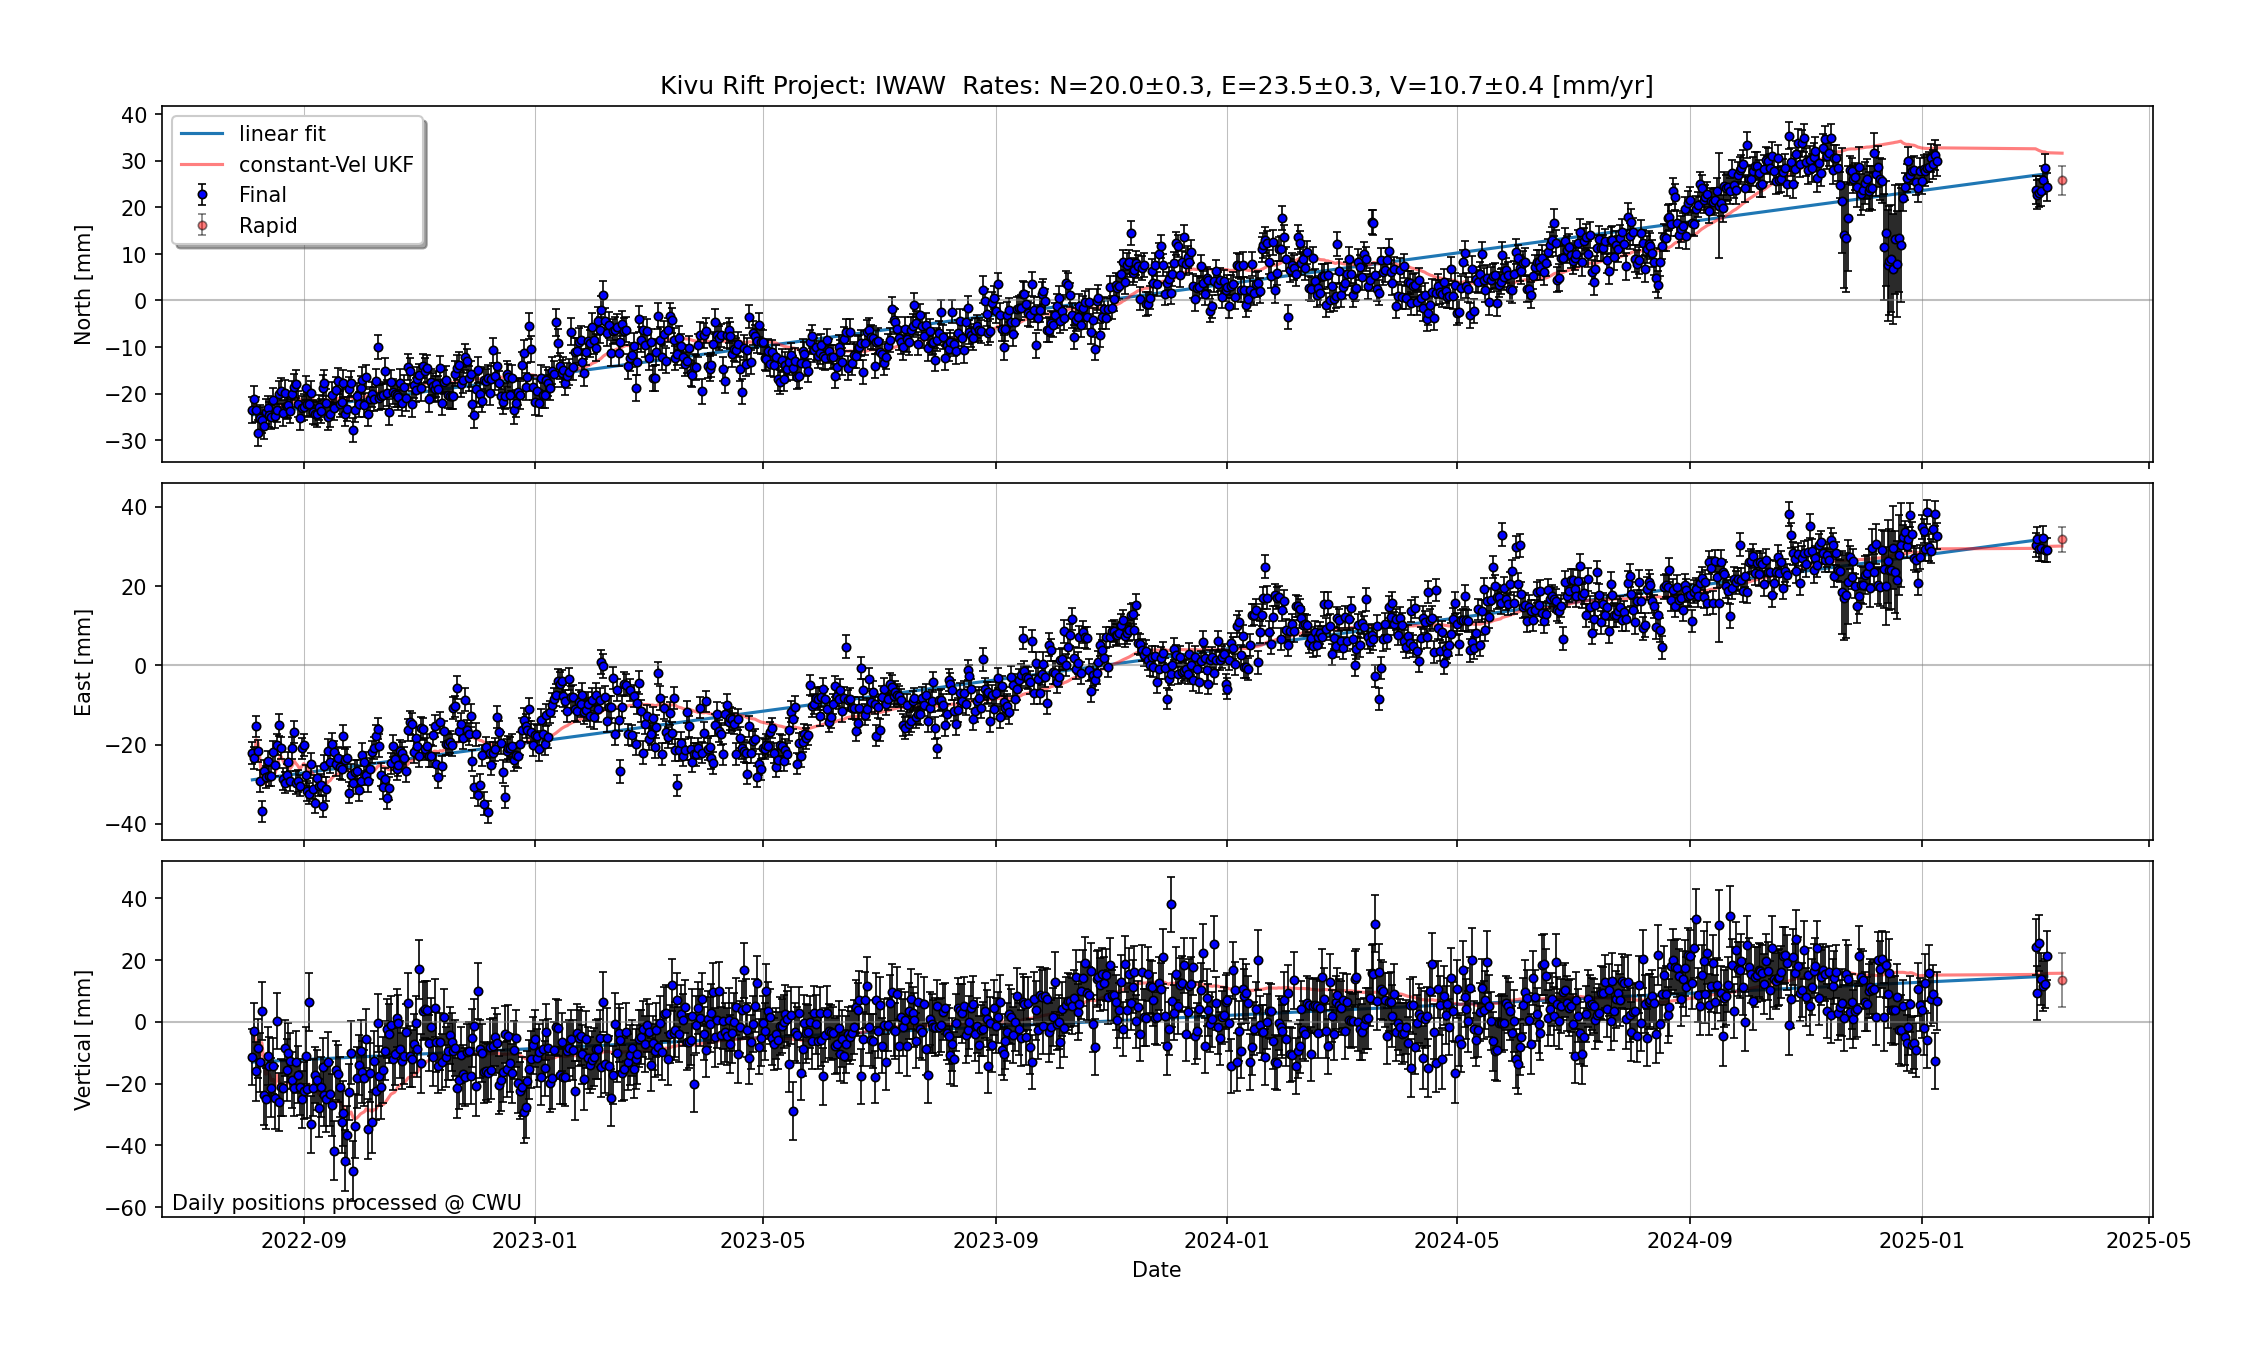 Kivu Rift Project: IWAW  Rates: N=20.0±0.3, E=23.5±0.3, V=10.7±0.4 [mm/yr]
linear fit
constant-Vel UKF
Final
Rapid
North [mm]
40
30
20
10
0
−10
−20
−30
East [mm]
40
20
0
−20
−40
Vertical [mm]
40
20
0
−20
−40
−60
Daily positions processed @ CWU
2022-09 2023-01 2023-05 2023-09 2024-01 2024-05 2024-09 2025-01 2025-05
Date